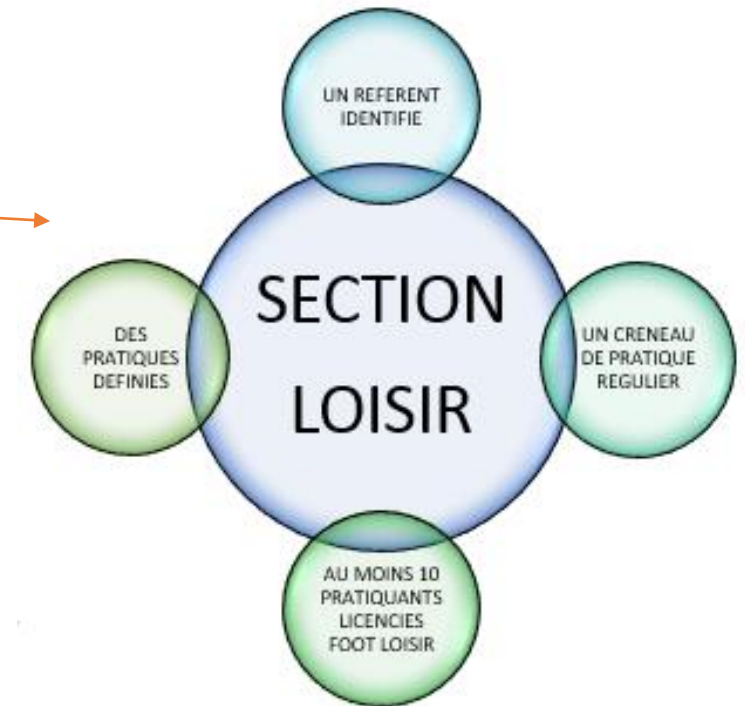 UN REFERENT
IDENTIFIE
SECTION
LOISIR
DES
PRATIQUES
DEFINIES
UN CRENEAU
DE PRATIQUE
REGULIER
AU MOINS 10
PRATIQUANTS
LICENCIES
FOOT LOISIR